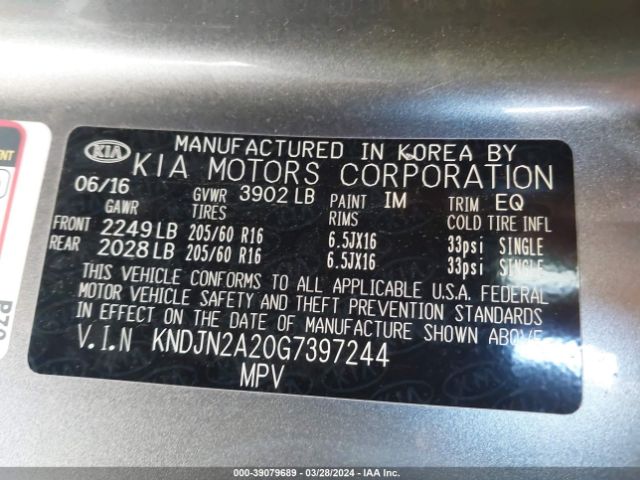 KIA MANUFACTURED IN KOREA BY
KIA MOTORS CORPORATION
06/16 GVWR 3902 LB PAINT IM TRIM EQ
GAWR TIRES RIMS COLD TIRE INFL
FRONT 2249 LB 205/60 R16 6.5JX16 33psi SINGLE
REAR 2028 LB 205/60 R16 6.5JX16 33psi SINGLE
THIS VEHICLE CONFORMS TO ALL APPLICABLE U.S.A. FEDERAL
MOTOR VEHICLE SAFETY AND THEFT PREVENTION STANDARDS
IN EFFECT ON THE DATE OF MANUFACTURE SHOWN ABOVE.
V.I.N KNDJN2A20G7397244
MPV
000-39079689 - 03/28/2024 - IAA Inc.